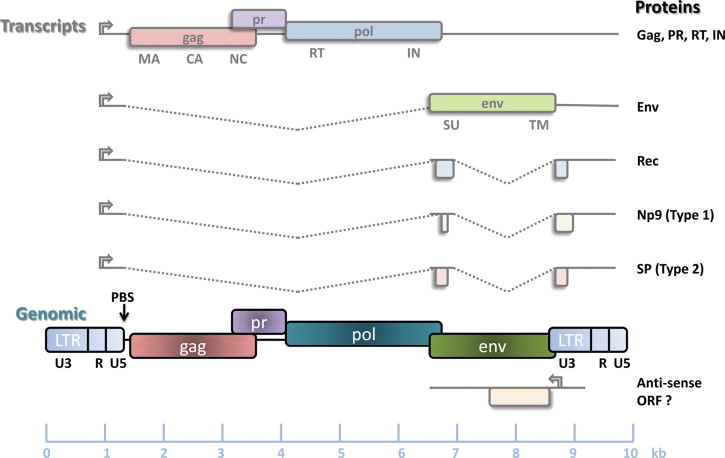 Transcripts
Proteins
pr
gag
pol
Gag, PR, RT, IN
MA CA NC RT IN
env
Env
SU TM
Rec
Np9 (Type 1)
SP (Type 2)
PBS
Genomic
pr
LTR gag pol env LTR
U3 R U5 U3 R U5
Anti-sense
ORF ?
0 1 2 3 4 5 6 7 8 9 10 kb